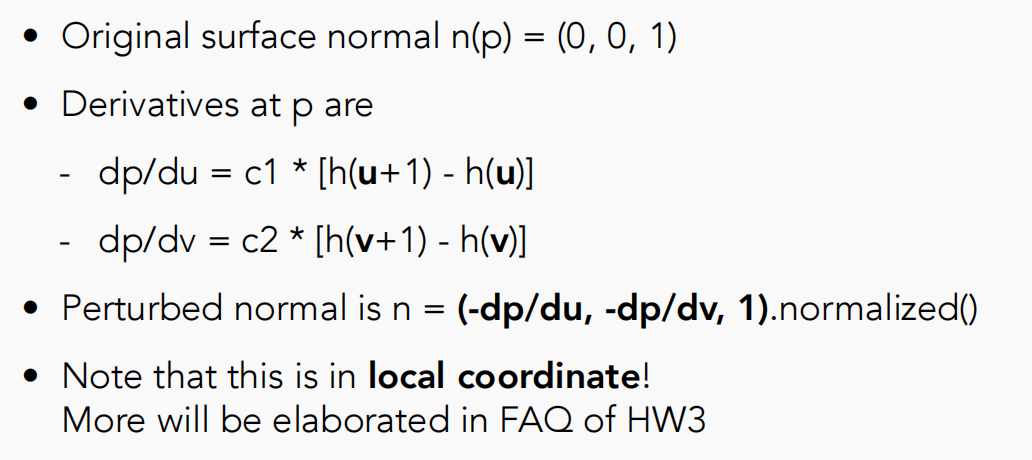 • Original surface normal n(p) = (0, 0, 1)
• Derivatives at p are
- dp/du = c1 * [h(u+1) - h(u)]
- dp/dv = c2 * [h(v+1) - h(v)]
• Perturbed normal is n = (-dp/du, -dp/dv, 1).normalized()
• Note that this is in local coordinate!
More will be elaborated in FAQ of HW3